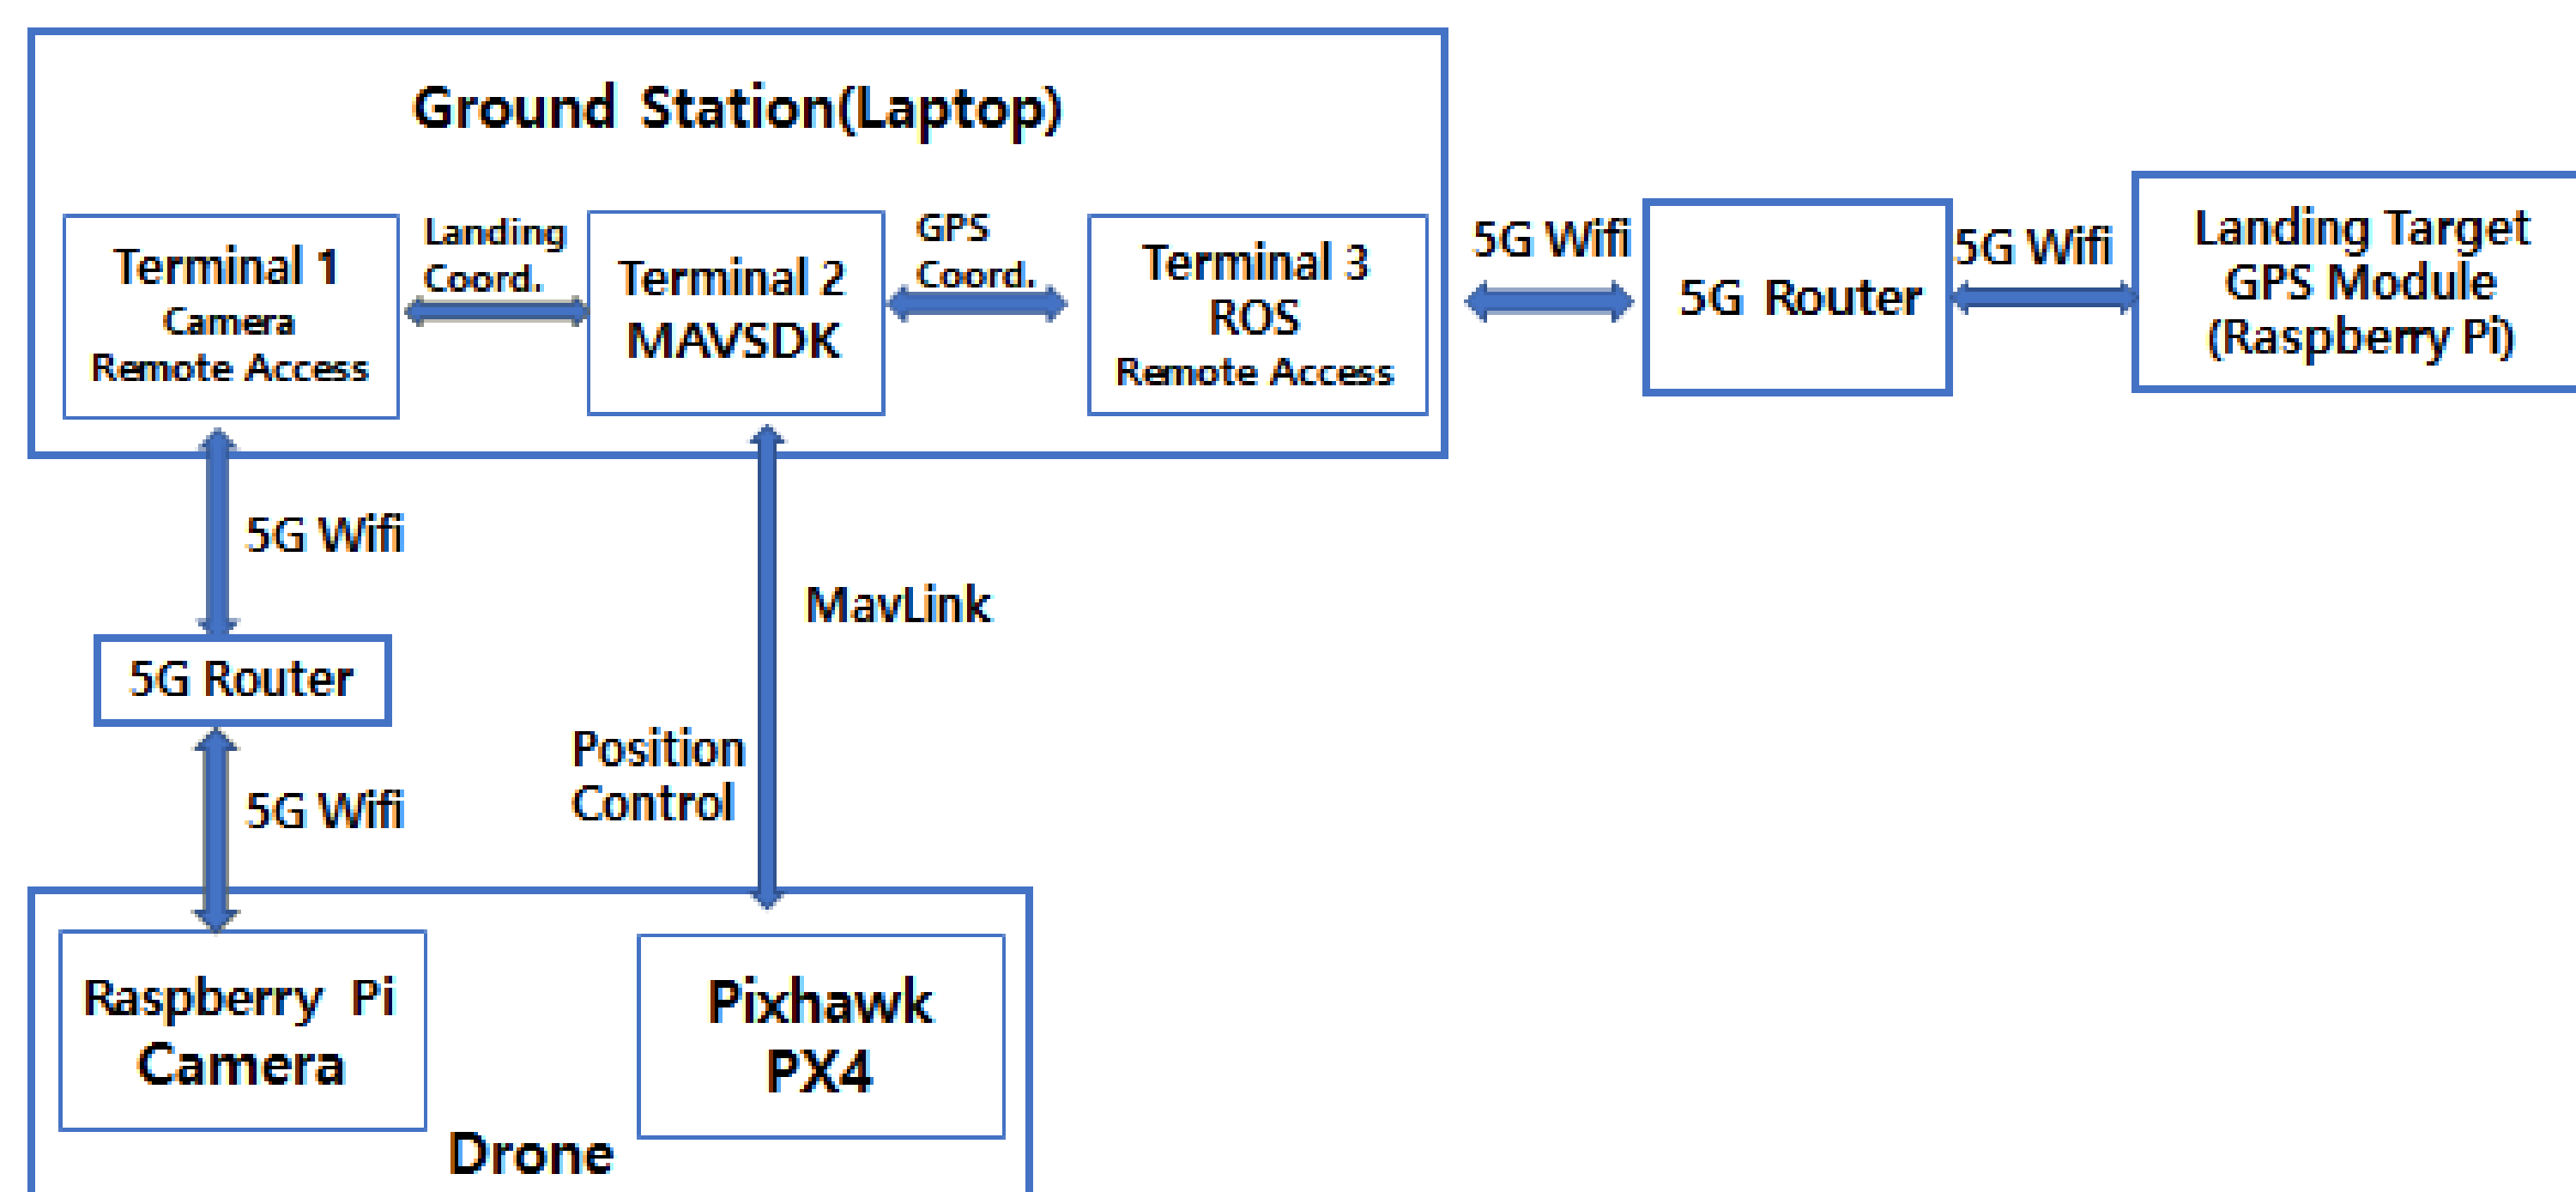 Ground Station(Laptop)
Terminal 1
Camera
Remote Access
Landing
Coord.
Terminal 2
MAVSDK
GPS
Coord.
Terminal 3
ROS
Remote Access
5G Wifi
5G Router
5G Wifi
Landing Target
GPS Module
(Raspberry Pi)
5G Wifi
MavLink
5G Router
Position
Control
5G Wifi
Raspberry Pi
Camera
Pixhawk
PX4
Drone